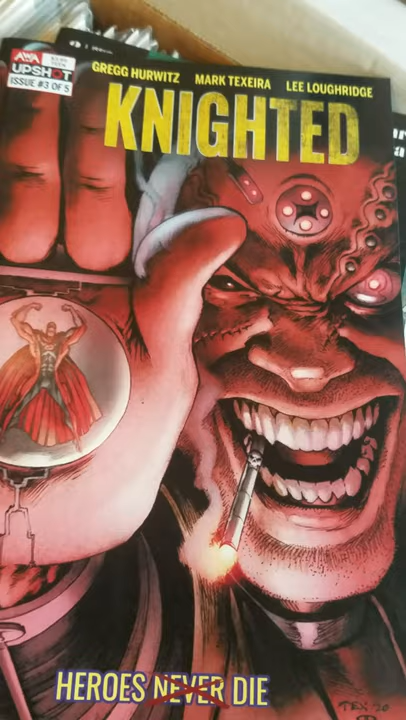 AWA
UPSHOT
ISSUE #3 OF 5
GREGG HURWITZ MARK TEXEIRA LEE LOUGHRIDGE
KNIGHTED
HEROES NEVER DIE
TEX '20